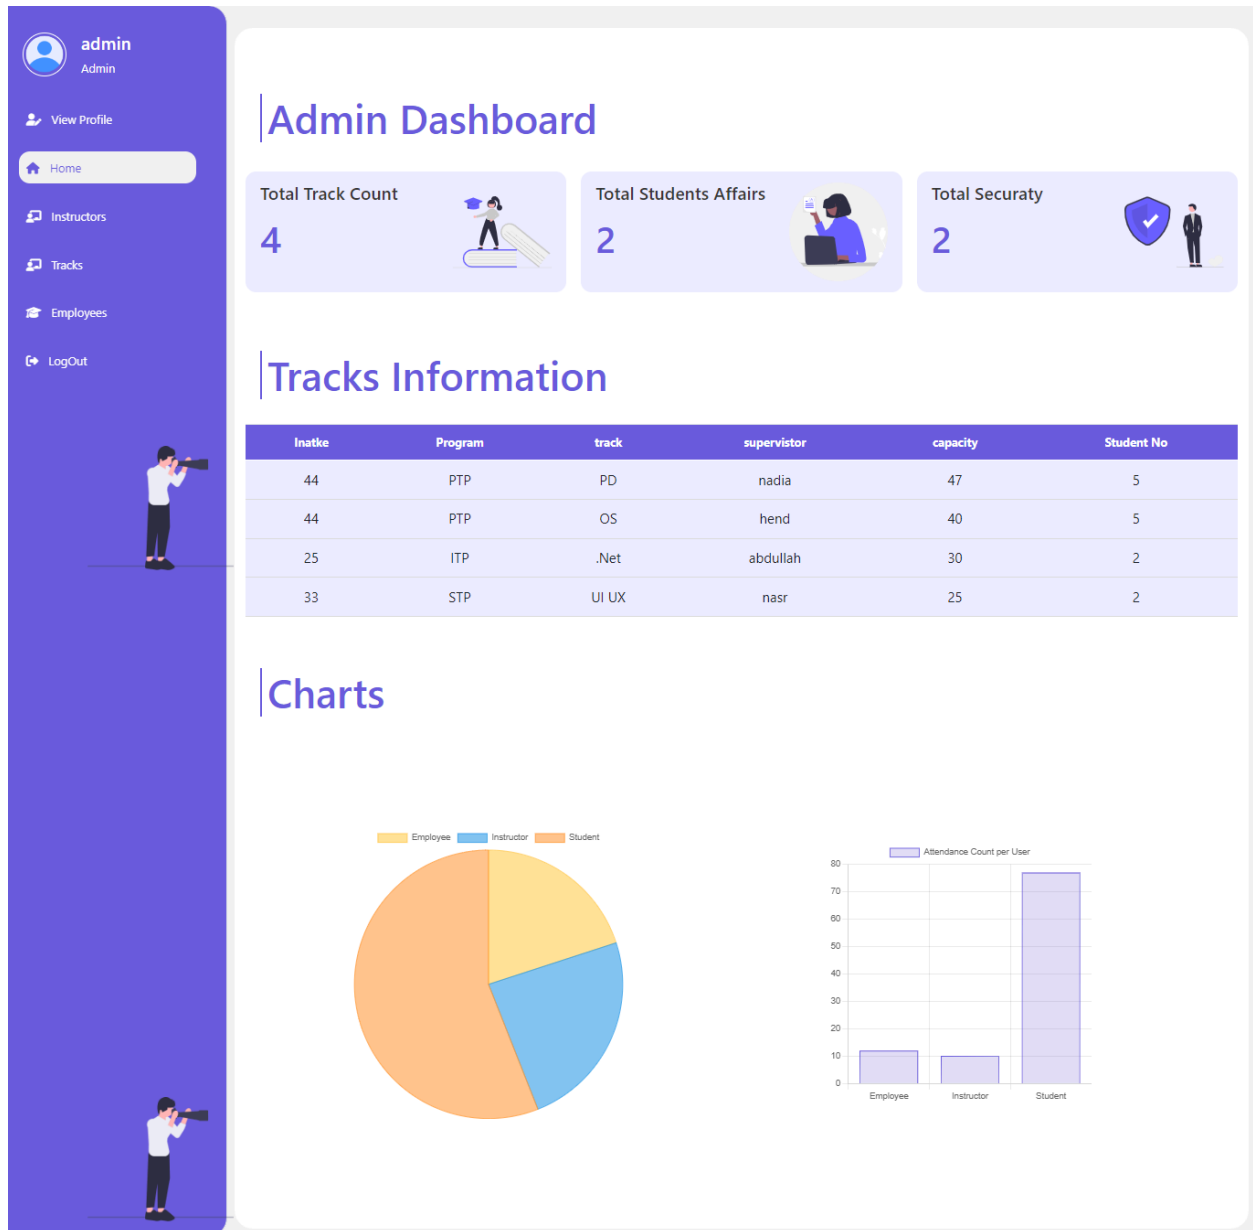 admin
Admin
View Profile
Home
Instructors
Tracks
Employees
LogOut
Admin Dashboard
Total Track Count
4
Total Students Affairs
2
Total Securaty
2
Tracks Information
Inatke Program track supervistor capacity Student No
44 PTP PD nadia 47 5
44 PTP OS hend 40 5
25 ITP .Net abdullah 30 2
33 STP UI UX nasr 25 2
Charts
Employee Instructor Student
Attendance Count per User
80
70
60
50
40
30
20
10
0
Employee Instructor Student